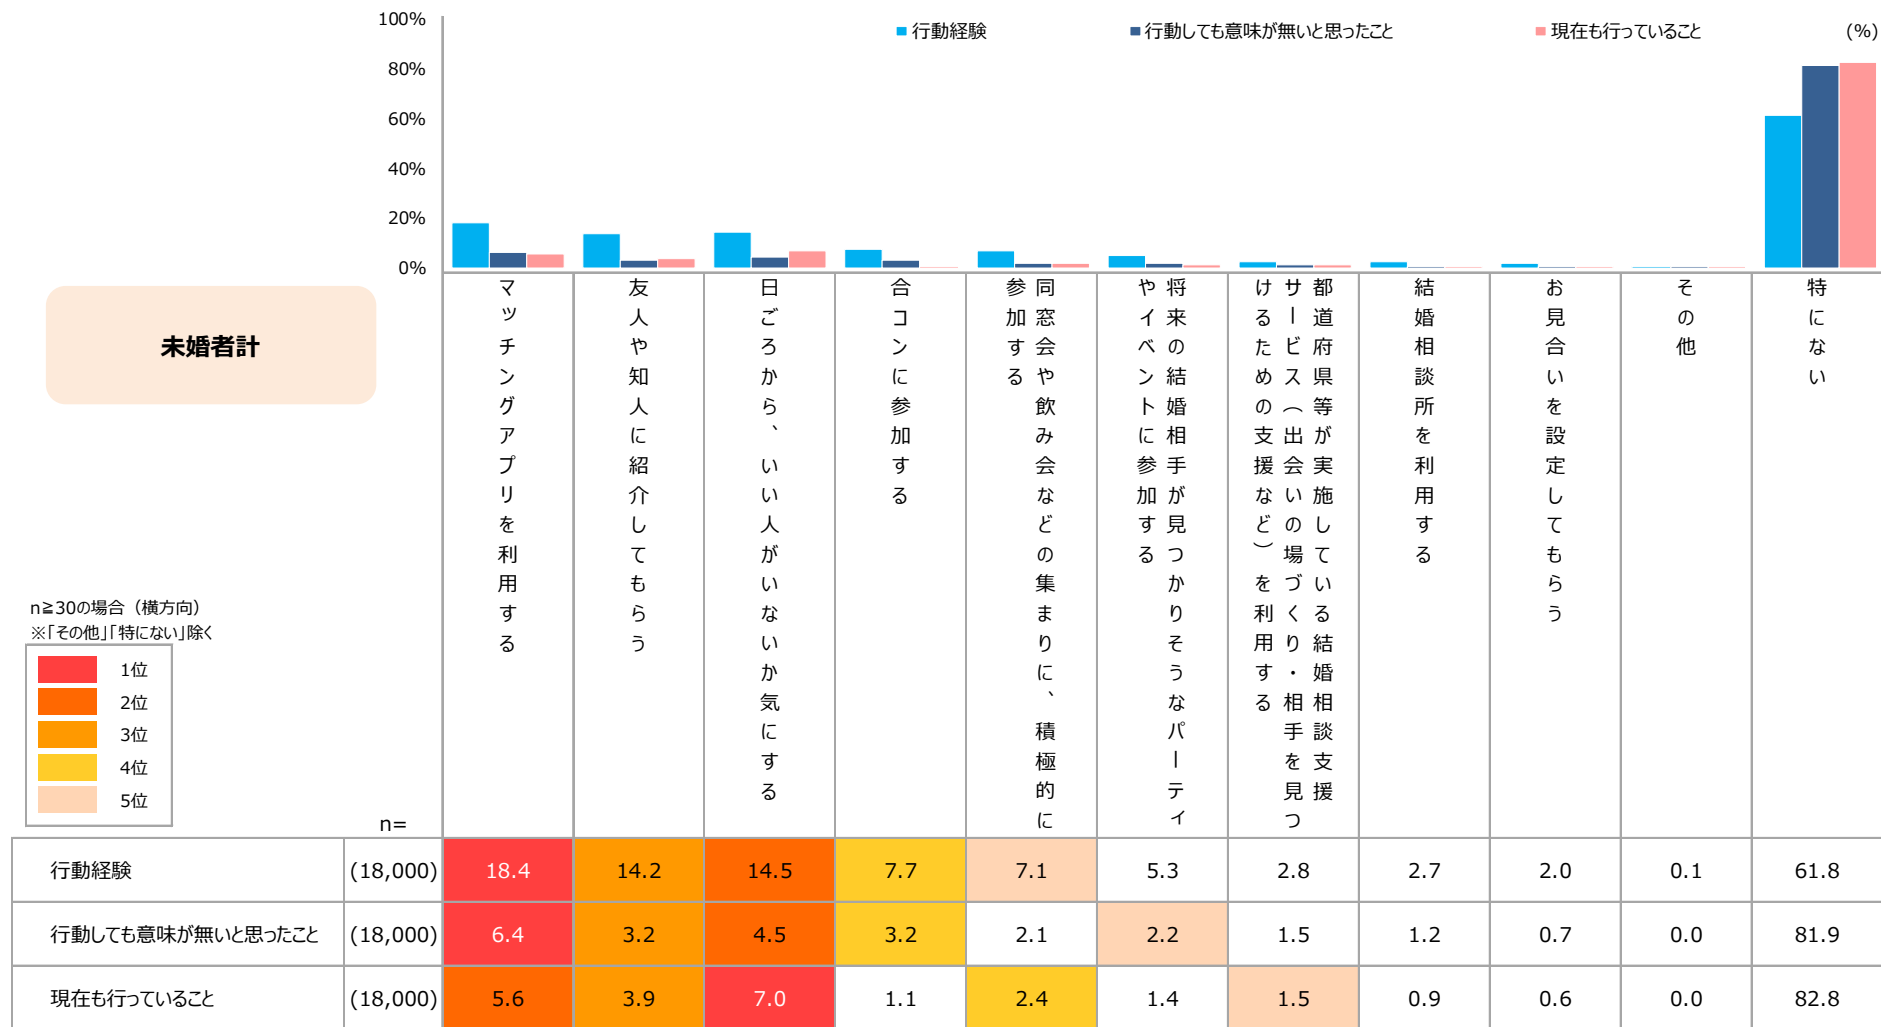 100%
80%
60%
40%
20%
0%
行動経験
行動しても意味が無いと思ったこと
現在も行っていること
(%)
未婚者計
マッチングアプリを利用する
友人や知人に紹介してもらう
日ごろから、いい人がいないか気にする
合コンに参加する
同窓会や飲み会などの集まりに、積極的に
参加する
将来の結婚相手が見つかりそうなパーティ
やイベントに参加する
都道府県等が実施している結婚相談支援
サービス（出会いの場づくり・相手を見つ
けるための支援など）を利用する
結婚相談所を利用する
お見合いを設定してもらう
その他
特にない
n≧30の場合（横方向）
※「その他」「特にない」除く
1位
2位
3位
4位
5位
n=
行動経験 (18,000) 18.4 14.2 14.5 7.7 7.1 5.3 2.8 2.7 2.0 0.1 61.8
行動しても意味が無いと思ったこと (18,000) 6.4 3.2 4.5 3.2 2.1 2.2 1.5 1.2 0.7 0.0 81.9
現在も行っていること (18,000) 5.6 3.9 7.0 1.1 2.4 1.4 1.5 0.9 0.6 0.0 82.8